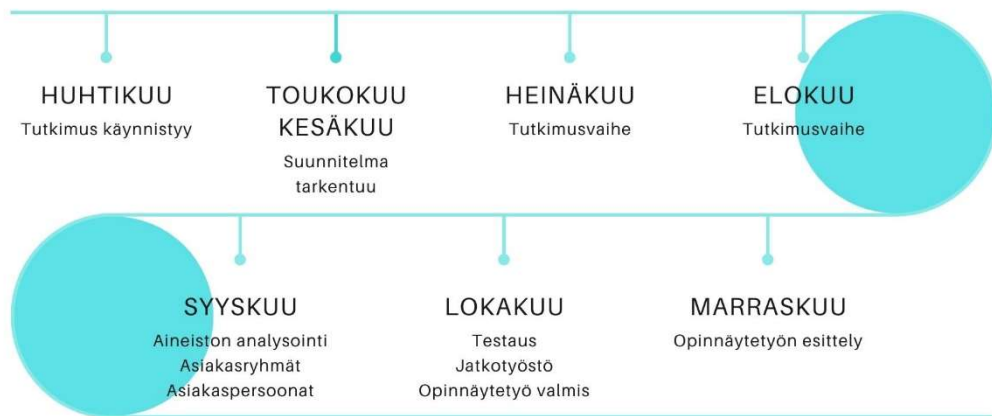 HUHTIKUU
Tutkimus käynnistyy
TOUKOKUU
KESÄKUU
Suunnitelma
tarkentuu
HEINÄKUU
Tutkimusvaihe
ELOKUU
Tutkimusvaihe
SYYSKUU
Aineiston analysointi
Asiakasryhmät
Asiakaspersoonat
LOKAKUU
Testaus
Jatkotyöstö
Opinnäytetyö valmis
MARRASKUU
Opinnäytetyön esittely